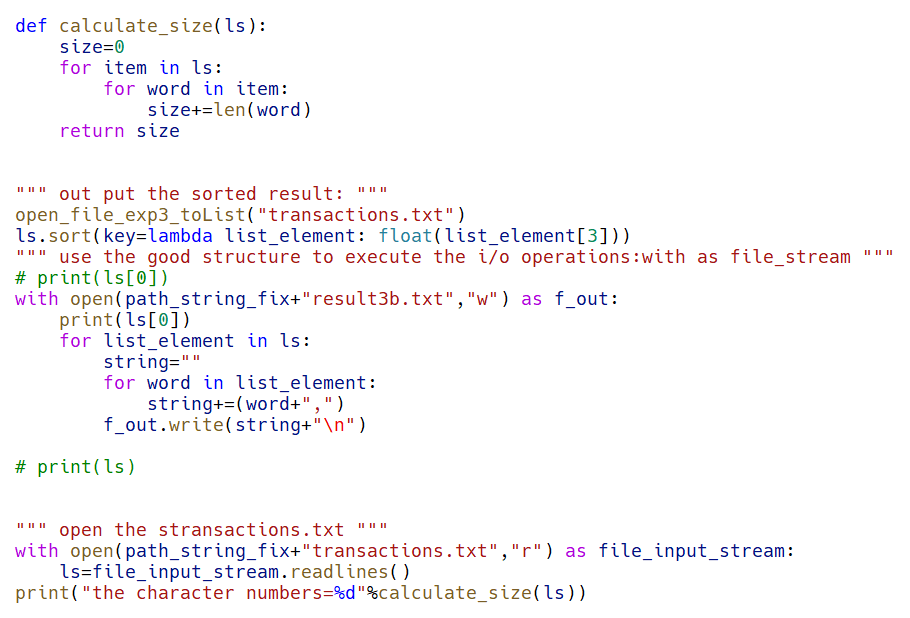 def calculate_size(ls):
    size=0
    for item in ls:
        for word in item:
            size+=len(word)
    return size
""" out put the sorted result: """
open_file_exp3_toList("transactions.txt")
ls.sort(key=lambda list_element: float(list_element[3]))
""" use the good structure to execute the i/o operations:with as file_stream """
# print(ls[0])
with open(path_string_fix+"result3b.txt","w") as f_out:
    print(ls[0])
    for list_element in ls:
        string=""
        for word in list_element:
            string+=(word+",")
        f_out.write(string+"\n")
# print(ls)
""" open the stransactions.txt """
with open(path_string_fix+"transactions.txt","r") as file_input_stream:
    ls=file_input_stream.readlines()
print("the character numbers=%d"%calculate_size(ls))